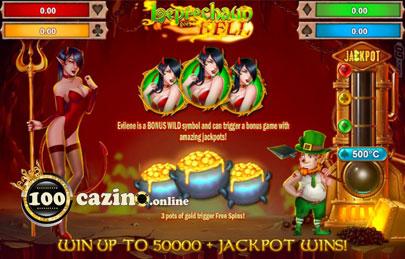 Leprechaun
goes
HELL
0.00
0.00
0.00
0.00
JACKPOT
Evilene is a BONUS WILD symbol and can trigger a bonus game with
amazing jackpots!
500°C
100 cazino.online
3 pots of gold trigger Free Spins!
WIN UP TO 50000 + JACKPOT WINS!